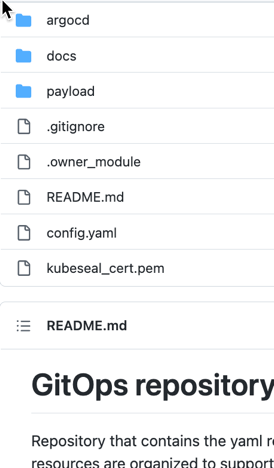 argocd
docs
payload
.gitignore
.owner_module
README.md
config.yaml
kubeseal_cert.pem
README.md
GitOps repository
Repository that contains the yaml r
resources are organized to support